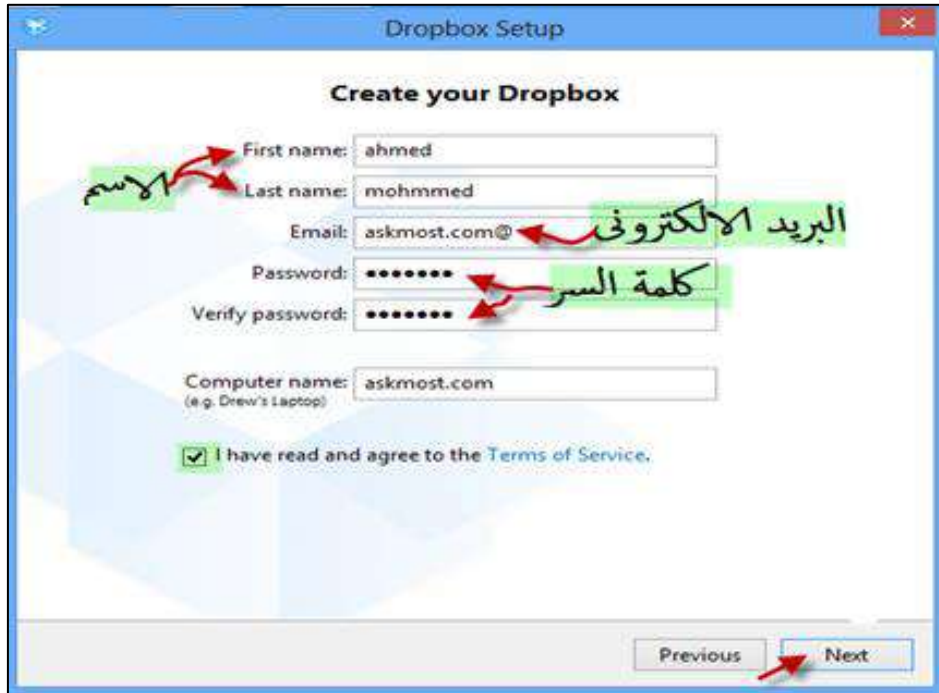 Dropbox Setup
Create your Dropbox
First name: ahmed
الاسم
Last name: mohmmed
Email: askmost.com@ البريد الالكترونى
Password: •••••••
كلمة السر
Verify password: •••••••
Computer name: askmost.com
(e.g. Drew's Laptop)
I have read and agree to the Terms of Service.
Previous Next